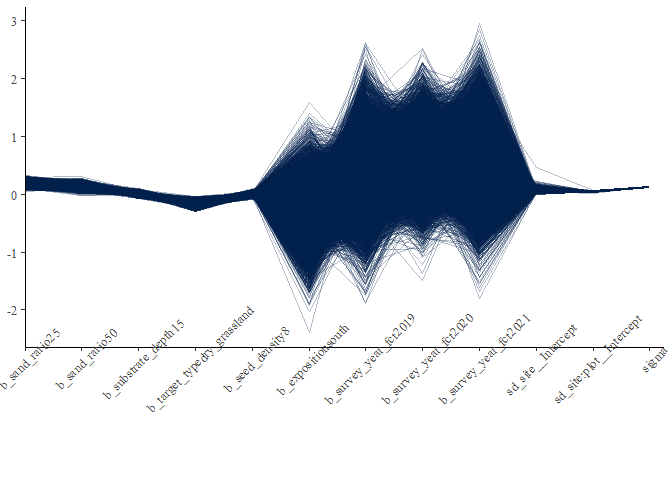 3
2
1
0
-1
-2
b_sand_ratio25
b_sand_ratio50
b_substrate_depth15
b_target_typedry_grassland
b_seed_density8
b_expositionsouth
b_survey_year_fct2019
b_survey_year_fct2020
b_survey_year_fct2021
sd_site__Intercept
sd_site:plot__Intercept
sigma